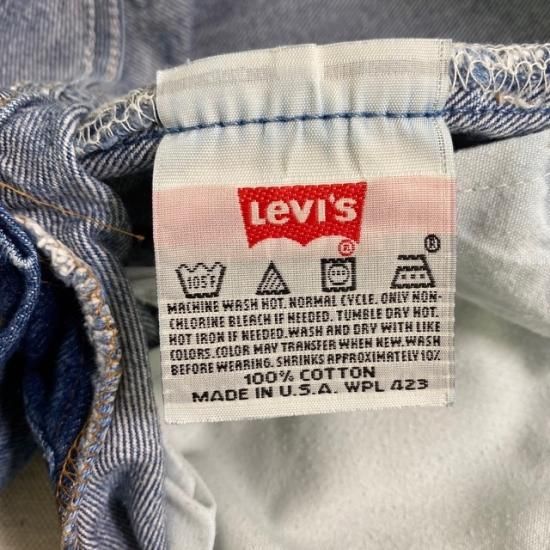 Levi's
®
105F
®
MACHINE WASH HOT, NORMAL CYCLE. ONLY NON-
CHLORINE BLEACH IF NEEDED. TUMBLE DRY HOT.
HOT IRON IF NEEDED. WASH AND DRY WITH LIKE
COLORS. COLOR MAY TRANSFER WHEN NEW. WASH
BEFORE WEARING. SHRINKS APPROXIMATELY 10%
100% COTTON
MADE IN U.S.A. WPL 423